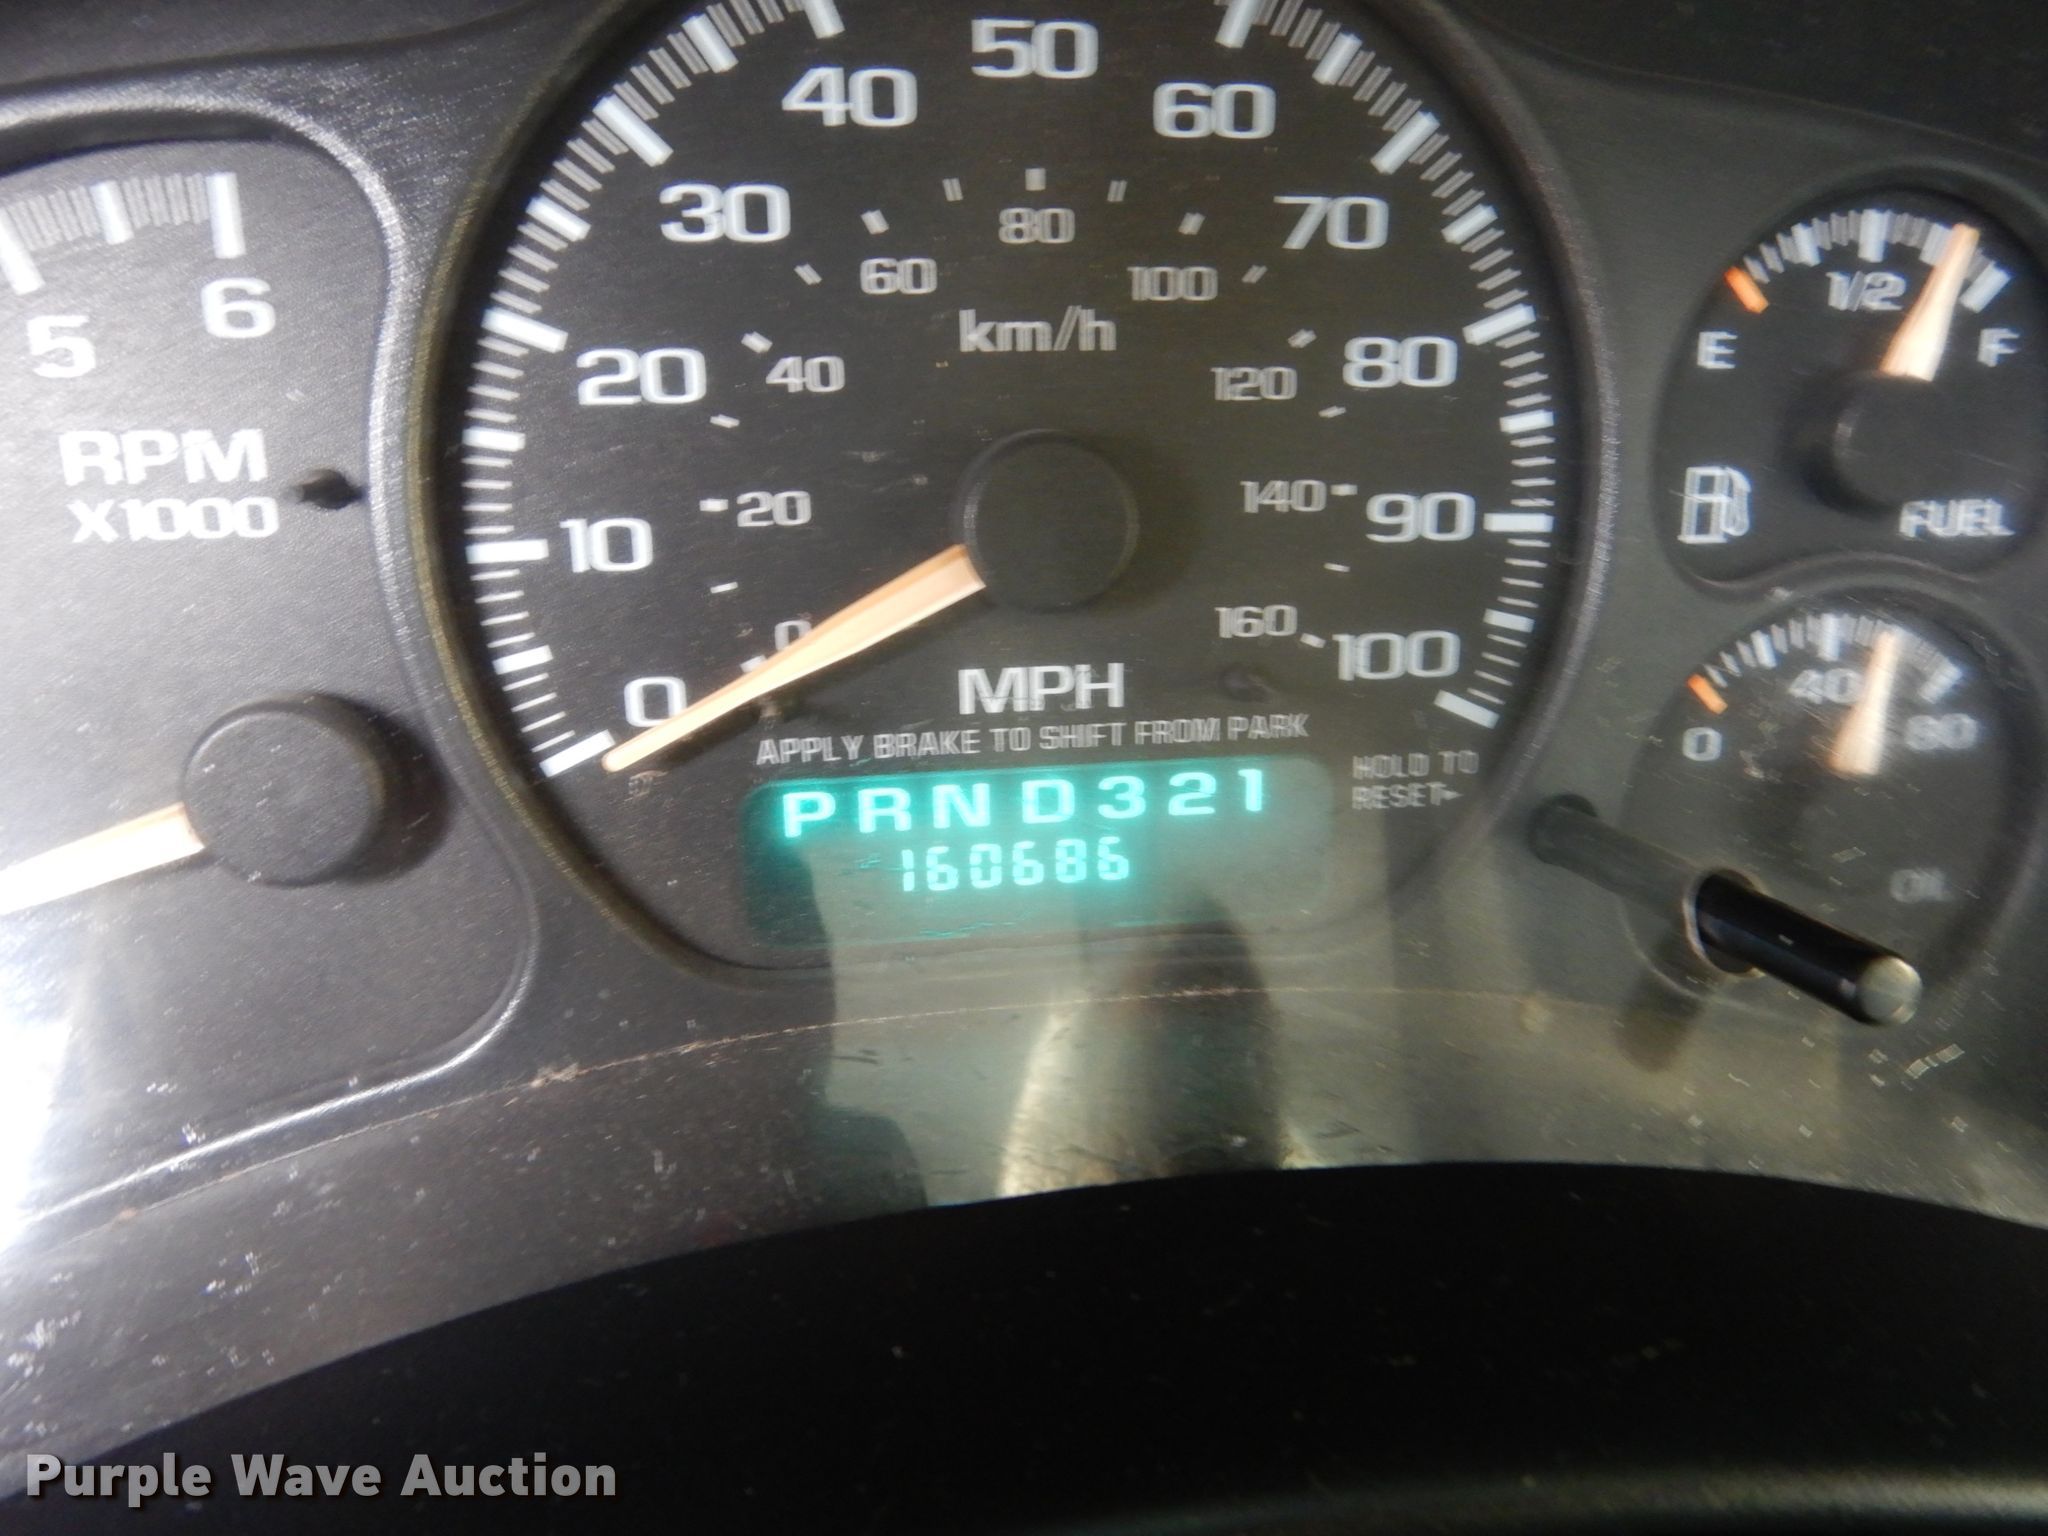 50
40
60
30
70
80
60
100
km/h
20
40
120
80
10
20
140
90
0
0
160
100
MPH
APPLY BRAKE TO SHIFT FROM PARK
PRND321
160686
HOLD TO
RESET
5
6
RPM
X1000
1/2
E
F
FUEL
40
0
80
OIL
Purple Wave Auction